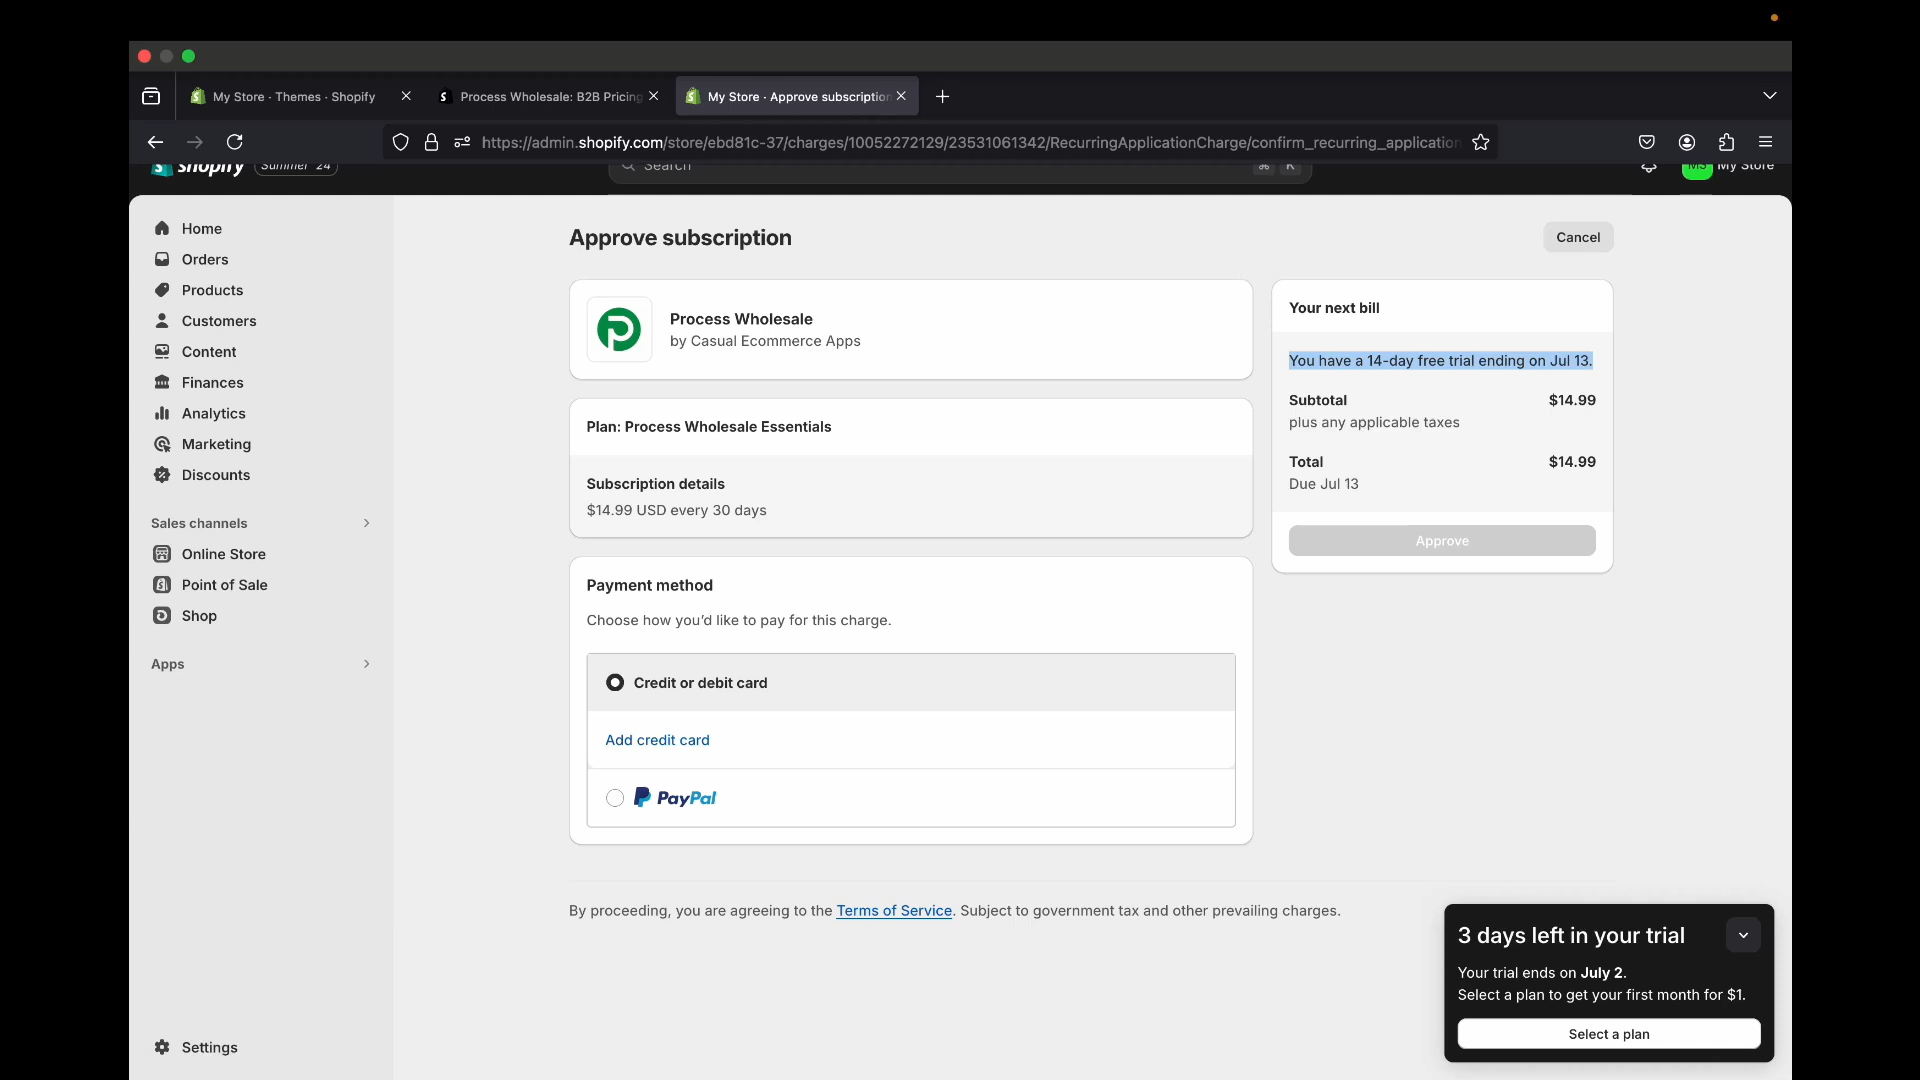 My Store · Themes · Shopify
Process Wholesale: B2B Pricing
My Store · Approve subscription
https://admin.shopify.com/store/ebd81c-37/charges/10052272129/23531061342/RecurringApplicationCharge/confirm_recurring_application
shopify
Summer '24
Search
⌘ K
MS
My Store
Home
Orders
Products
Customers
Content
Finances
Analytics
Marketing
Discounts
Sales channels
Online Store
Point of Sale
Shop
Apps
Settings
Approve subscription
Cancel
Process Wholesale
by Casual Ecommerce Apps
Plan: Process Wholesale Essentials
Subscription details
$14.99 USD every 30 days
Payment method
Choose how you’d like to pay for this charge.
Credit or debit card
Add credit card
PayPal
Your next bill
You have a 14-day free trial ending on Jul 13.
Subtotal $14.99
plus any applicable taxes
Total $14.99
Due Jul 13
Approve
By proceeding, you are agreeing to the Terms of Service. Subject to government tax and other prevailing charges.
3 days left in your trial
Your trial ends on July 2.
Select a plan to get your first month for $1.
Select a plan